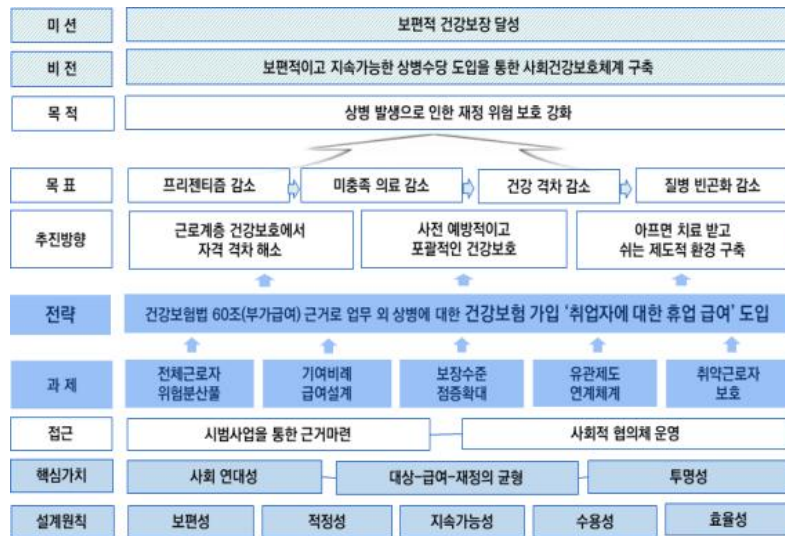 미 션
보편적 건강보장 달성
비 전
보편적이고 지속가능한 상병수당 도입을 통한 사회건강보호체계 구축
목 적
상병 발생으로 인한 재정 위험 보호 강화
목 표
프리젠티즘 감소
미충족 의료 감소
건강 격차 감소
질병 빈곤화 감소
추진방향
근로계층 건강보호에서
자격 격차 해소
사전 예방적이고
포괄적인 건강보호
아프면 치료 받고
쉬는 제도적 환경 구축
전략
건강보험법 60조(부가급여) 근거로 업무 외 상병에 대한 건강보험 가입 ‘취업자에 대한 휴업 급여’ 도입
과 제
전체근로자
위험분산풀
기여비례
급여설계
보장수준
점증확대
유관제도
연계체계
취약근로자
보호
접근
시범사업을 통한 근거마련
사회적 협의체 운영
핵심가치
사회 연대성
대상-급여-재정의 균형
투명성
설계원칙
보편성
적정성
지속가능성
수용성
효율성